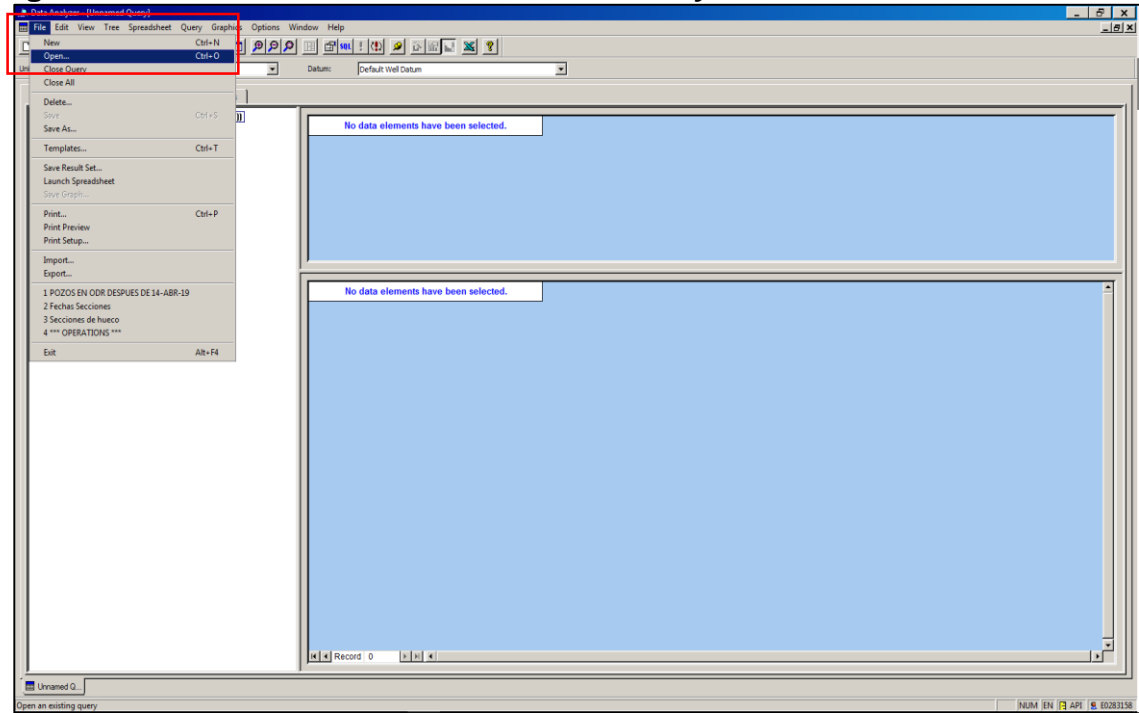 Data Analyzer - [Unnamed Query]
File Edit View Tree Spreadsheet Query Graphics Options Window Help
New Ctrl+N
Open... Ctrl+O
Close Query
Close All
Delete...
Save Ctrl+S
Save As...
Templates... Ctrl+T
Save Result Set...
Launch Spreadsheet
Save Graph...
Print... Ctrl+P
Print Preview
Print Setup...
Import...
Export...
1 POZOS EN ODR DESPUES DE 14-ABR-19
2 Fechas Secciones
3 Secciones de hueco
4 *** OPERATIONS ***
Exit Alt+F4
SQL
Datum: Default Well Datum
No data elements have been selected.
No data elements have been selected.
Record 0
Unnamed Q...
Open an existing query
NUM EN API E0283158